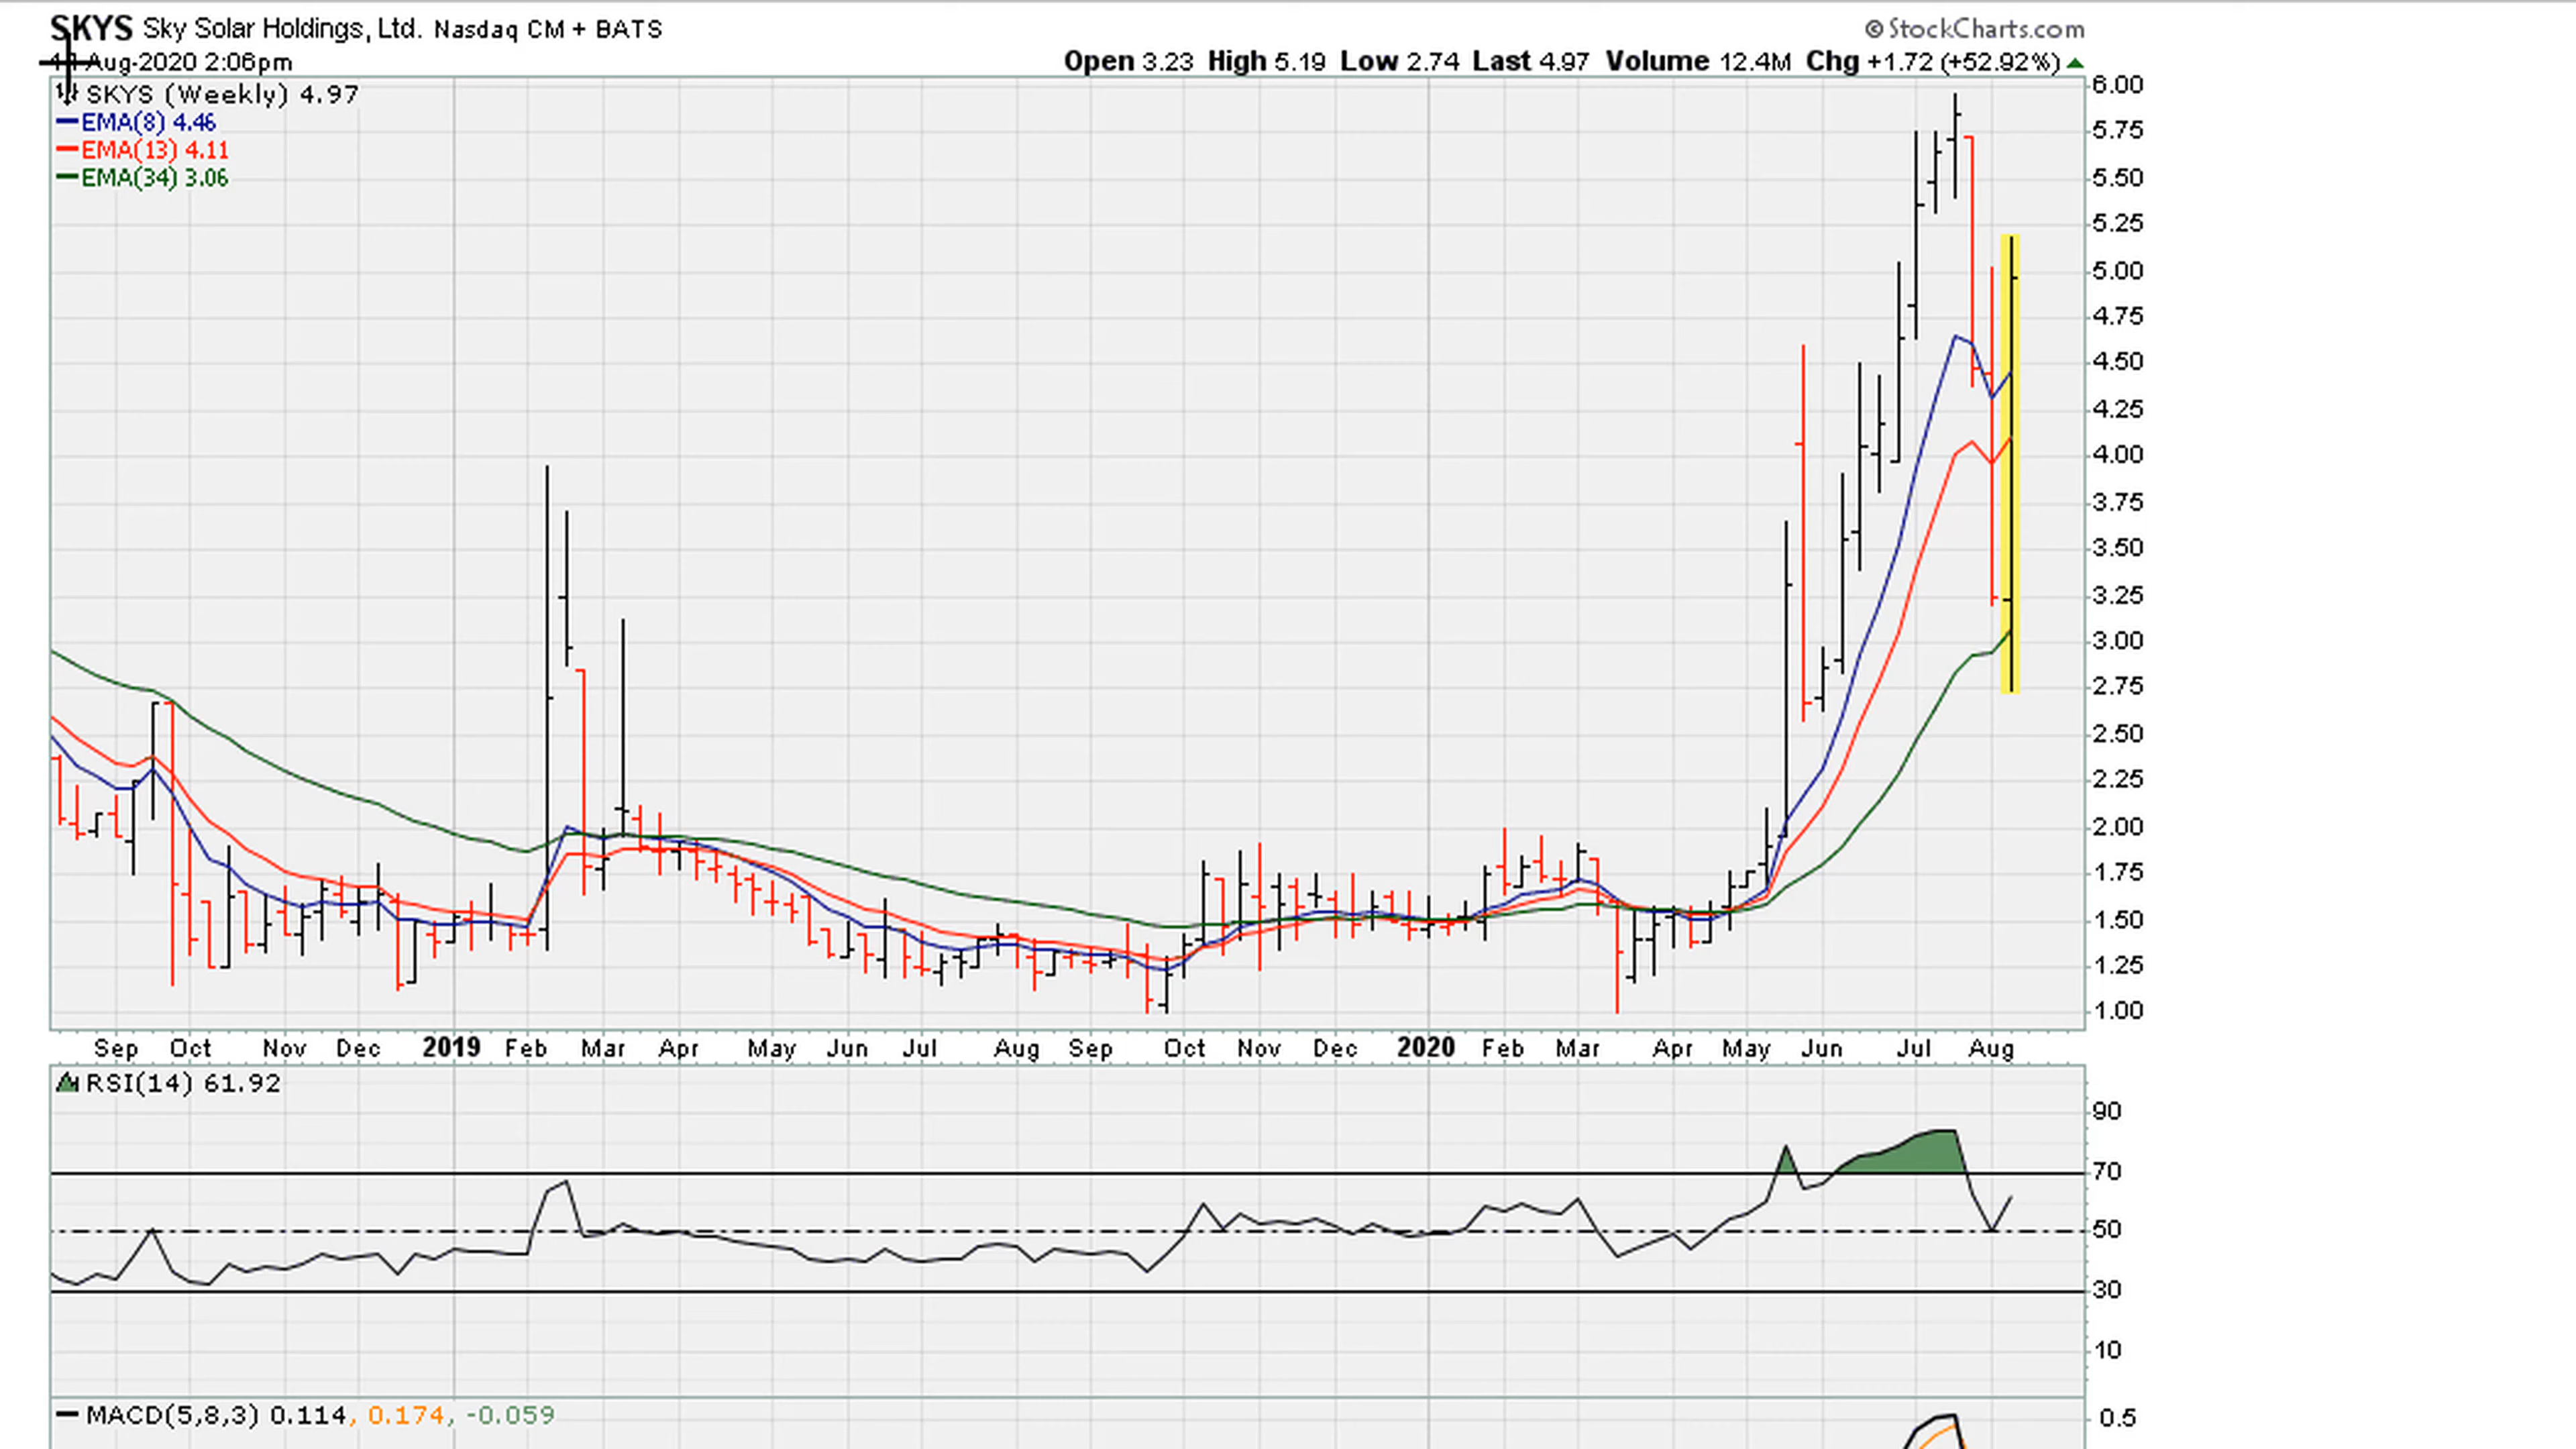 SKYS Sky Solar Holdings, Ltd. Nasdaq CM + BATS
© StockCharts.com
Aug-2020 2:06pm
Open 3.23 High 5.19 Low 2.74 Last 4.97 Volume 12.4M Chg +1.72 (+52.92%)
SKYS (Weekly) 4.97
EMA(8) 4.46
EMA(13) 4.11
EMA(34) 3.06
6.00
5.75
5.50
5.25
5.00
4.75
4.50
4.25
4.00
3.75
3.50
3.25
3.00
2.75
2.50
2.25
2.00
1.75
1.50
1.25
1.00
Sep Oct Nov Dec 2019 Feb Mar Apr May Jun Jul Aug Sep Oct Nov Dec 2020 Feb Mar Apr May Jun Jul Aug
RSI(14) 61.92
90
70
50
30
10
MACD(5,8,3) 0.114, 0.174, -0.059
0.5